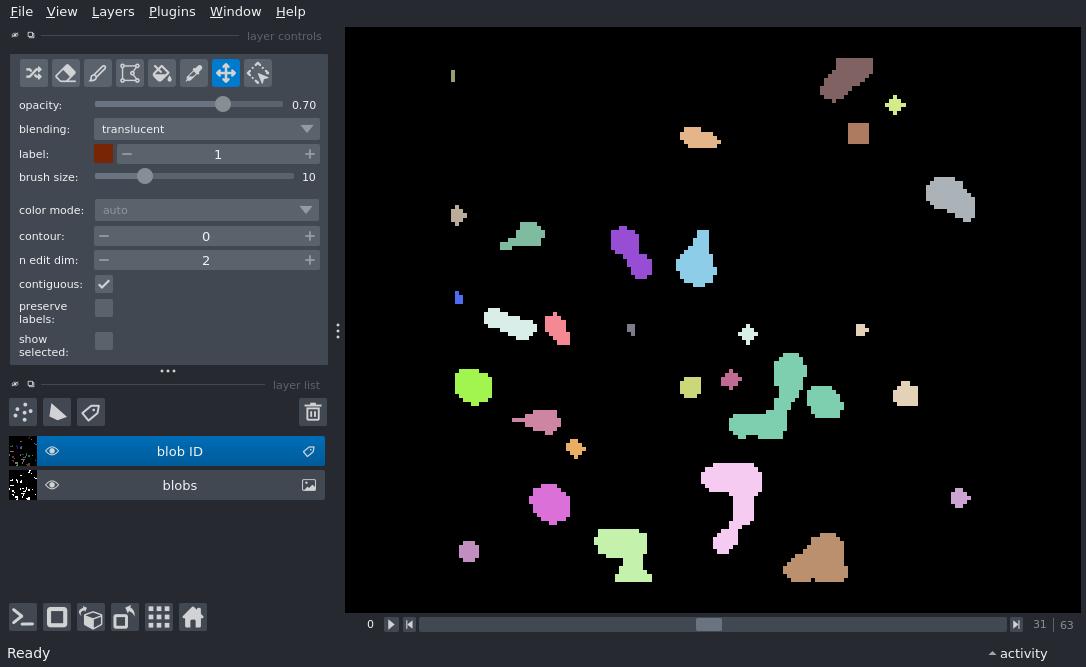 File View Layers Plugins Window Help
layer controls
opacity: 0.70
blending: translucent
label: 1
brush size: 10
color mode: auto
contour: 0
n edit dim: 2
contiguous:
preserve
labels:
show
selected:
layer list
blob ID
blobs
0 31 63
Ready activity